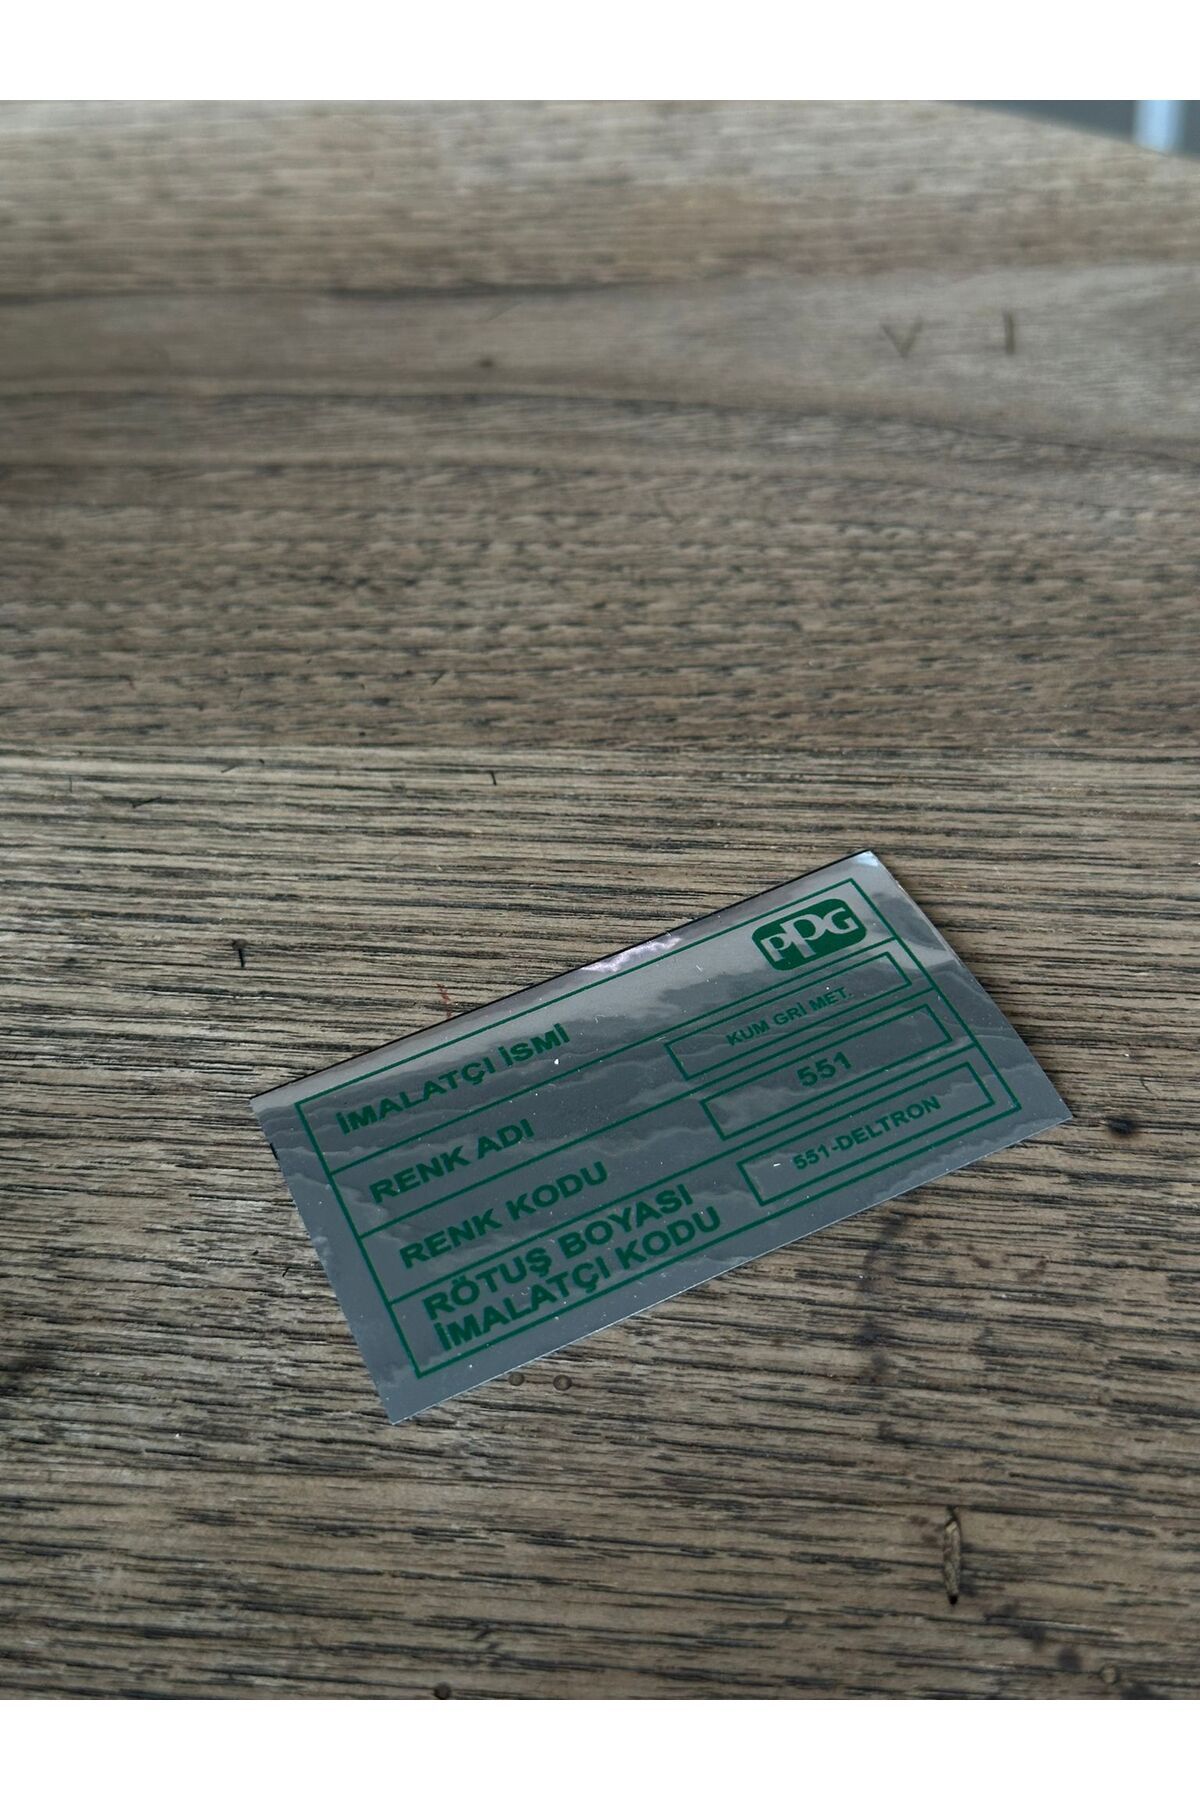 İMALATÇI İSMİ PPG
RENK ADI KUM GRİ MET.
RENK KODU 551
RÖTUŞ BOYASI
İMALATÇI KODU 551-DELTRON